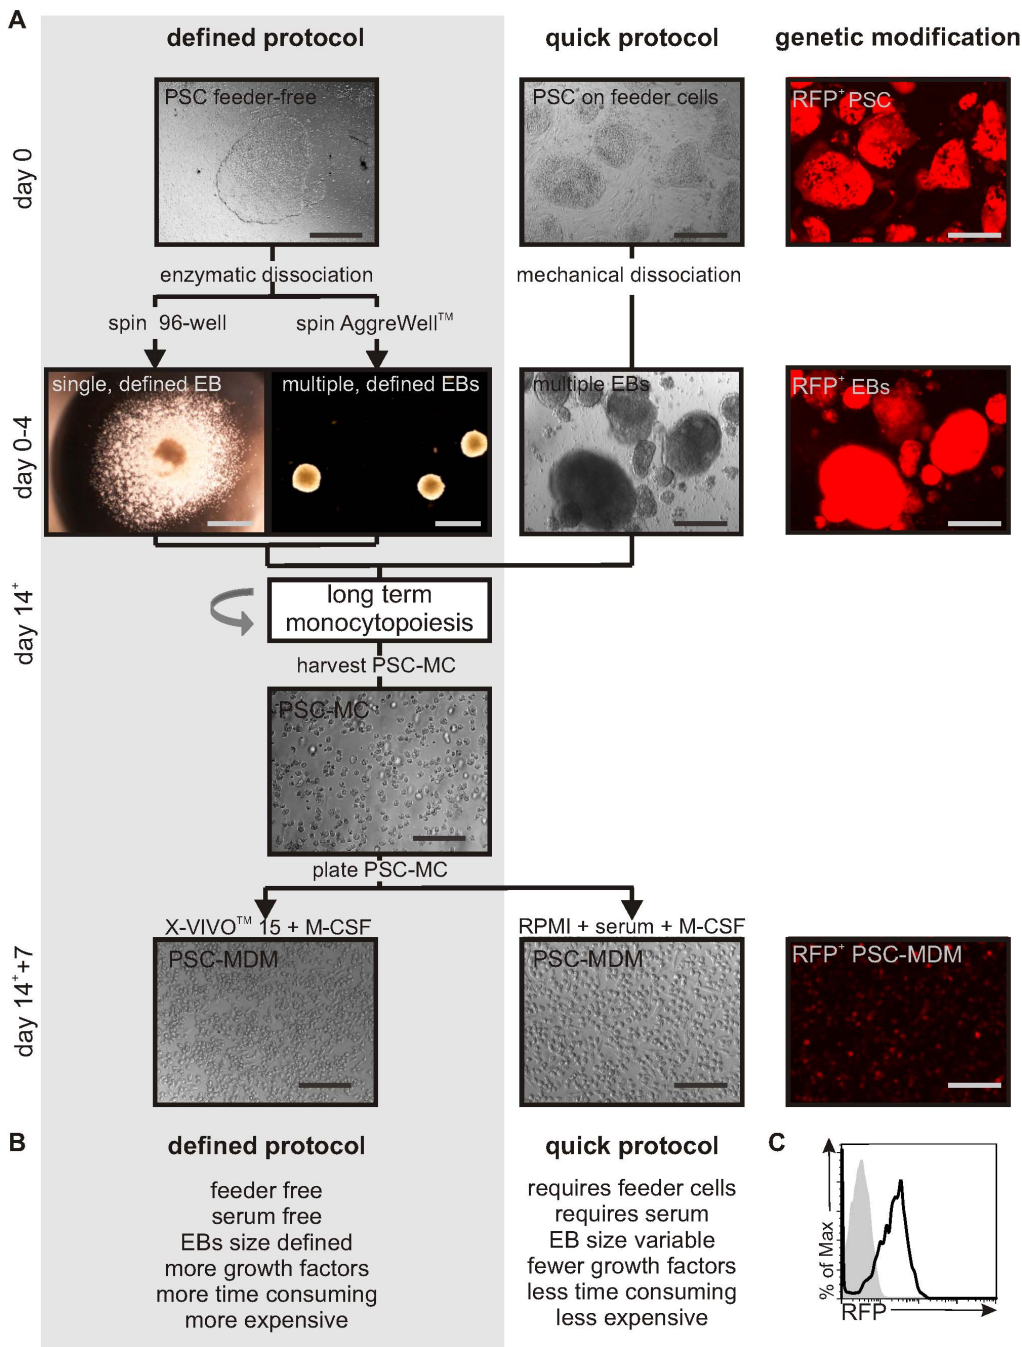 A
defined protocol
quick protocol
genetic modification
day 0
PSC feeder-free
PSC on feeder cells
RFP⁺ PSC
enzymatic dissociation
mechanical dissociation
spin 96-well
spin AggreWell™
day 0-4
single, defined EB
multiple, defined EBs
multiple EBs
RFP⁺ EBs
day 14⁺
long term
monocytopoiesis
harvest PSC-MC
PSC-MC
plate PSC-MC
X-VIVO™ 15 + M-CSF
RPMI + serum + M-CSF
day 14⁺+7
PSC-MDM
PSC-MDM
RFP⁺ PSC-MDM
B
defined protocol
feeder free
serum free
EBs size defined
more growth factors
more time consuming
more expensive
quick protocol
requires feeder cells
requires serum
EB size variable
fewer growth factors
less time consuming
less expensive
C
% of Max
RFP